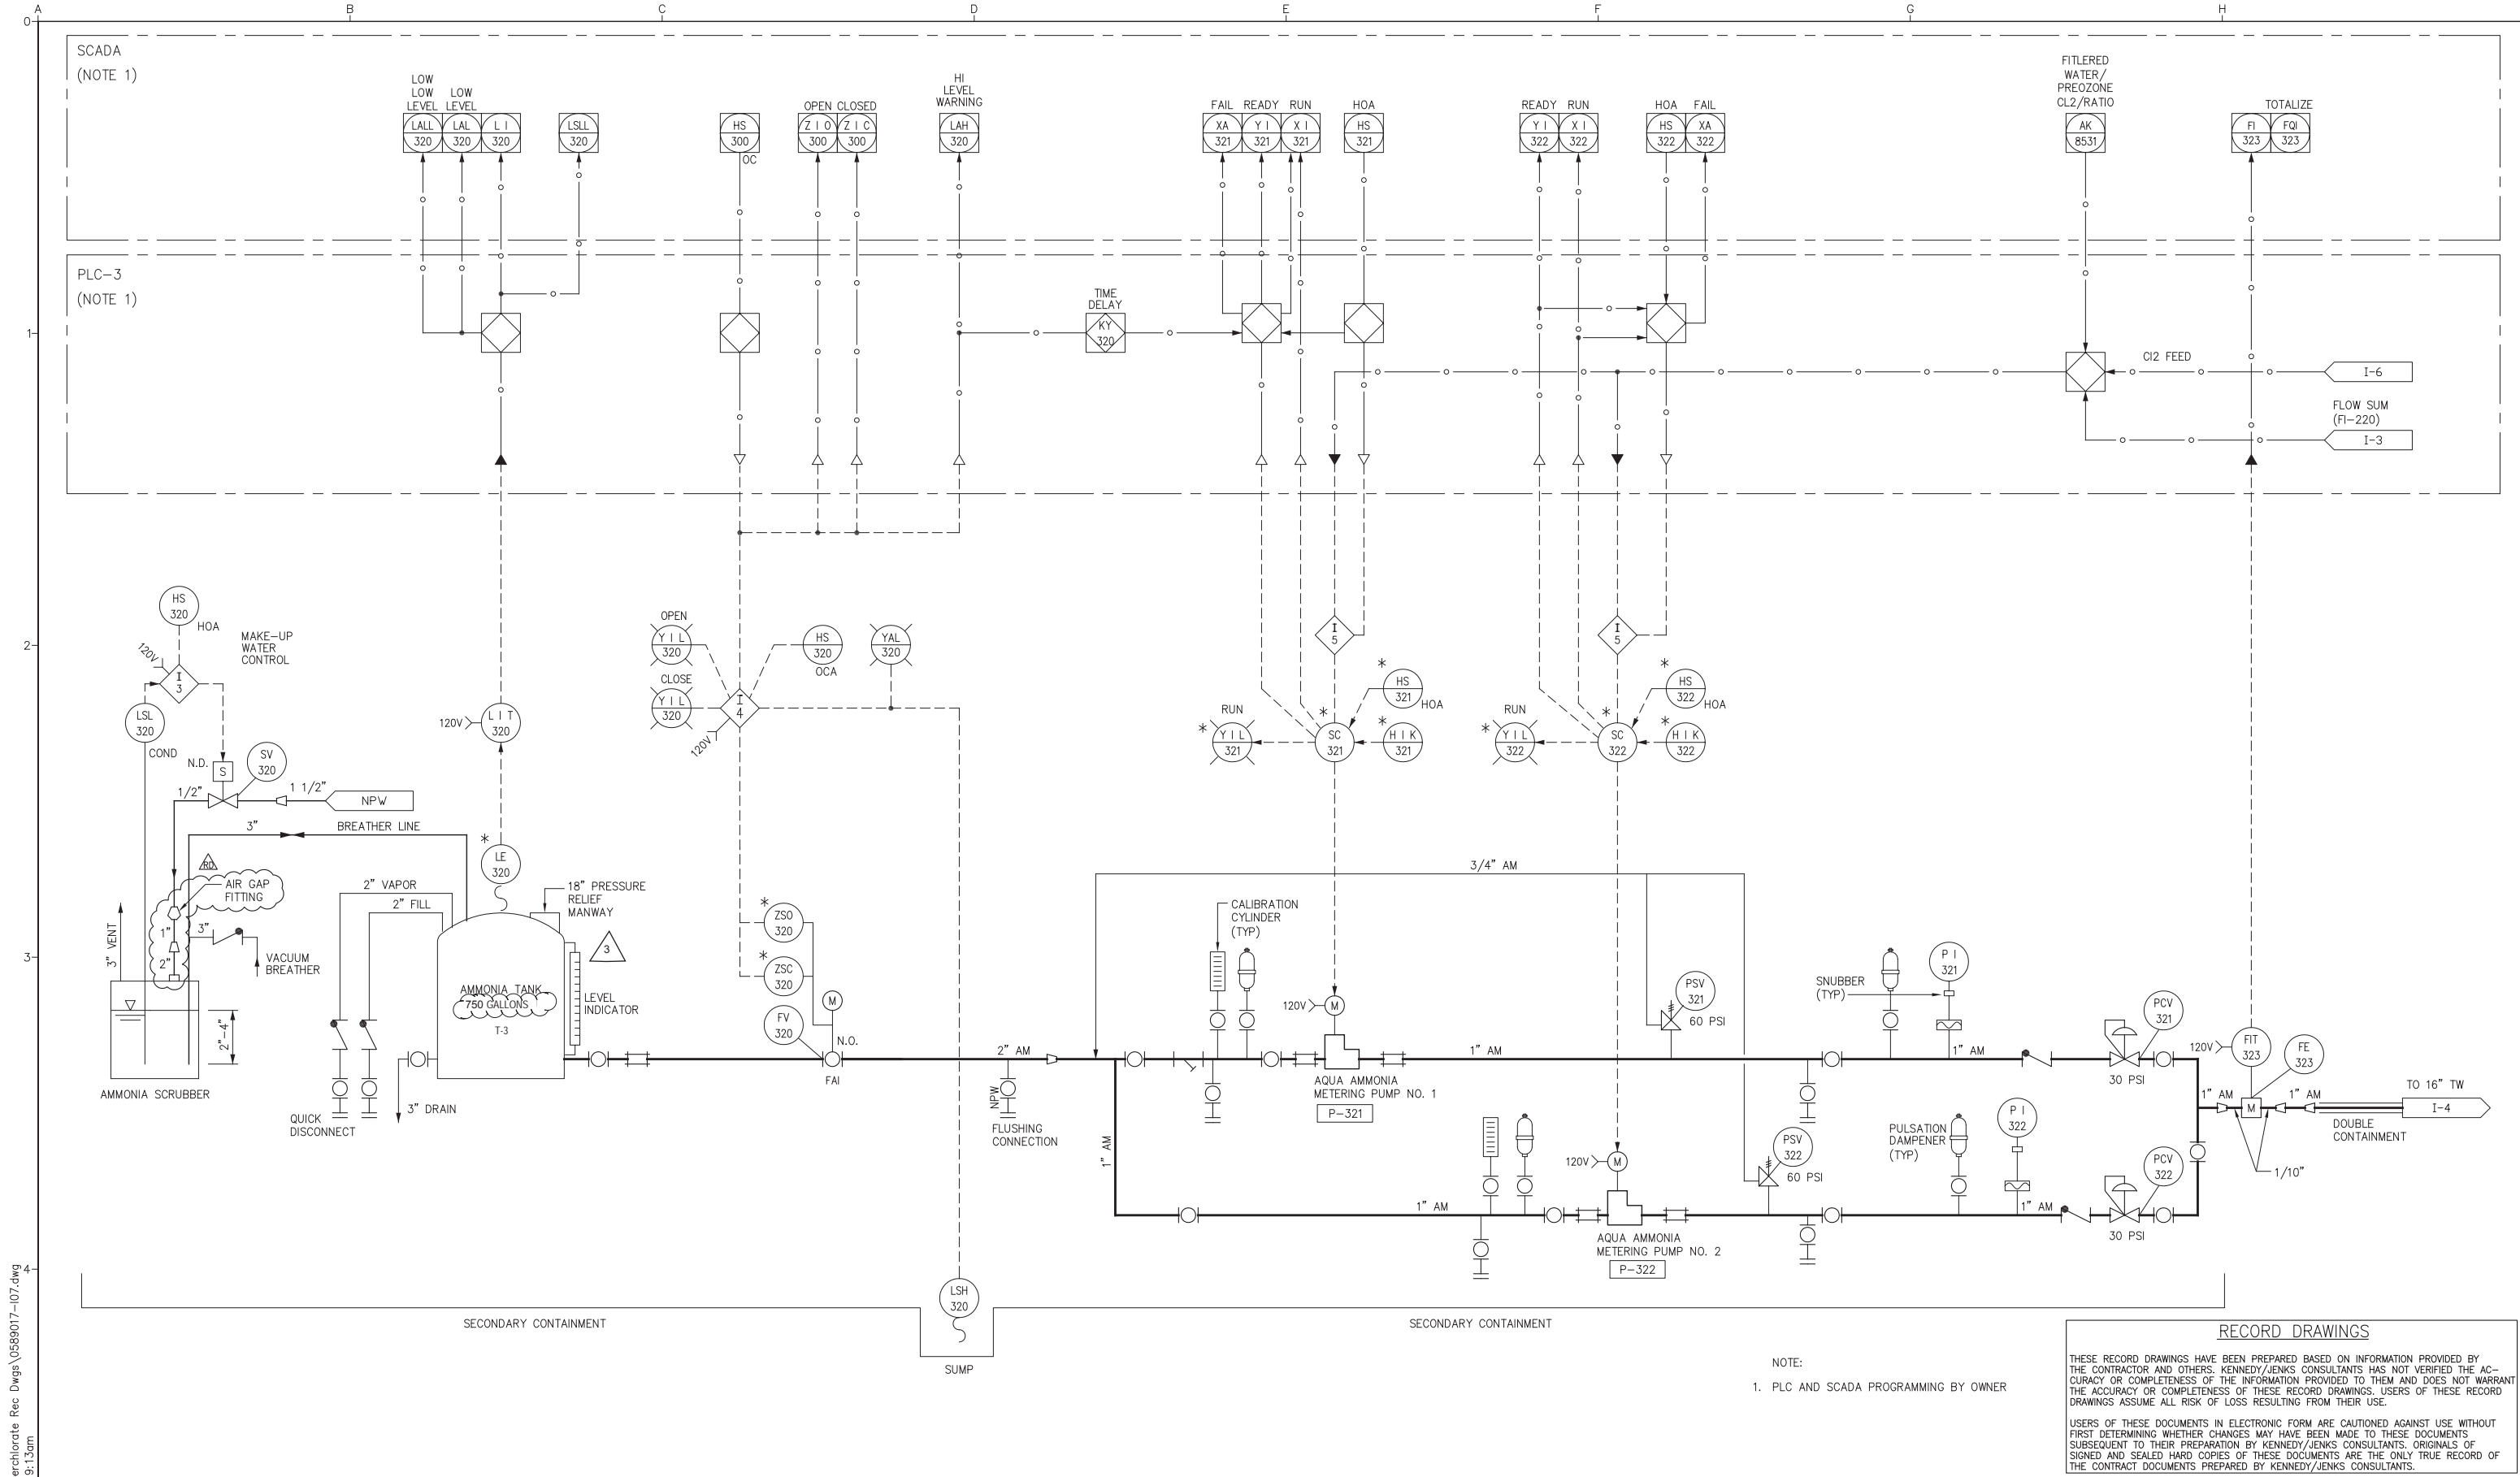 A
B
C
D
E
F
G
H
0
1
2
3
4
SCADA
(NOTE 1)
LOW
LOW
LEVEL
LOW
LEVEL
LALL
320
LAL
320
L I
320
LSLL
320
HS
300
OC
OPEN CLOSED
Z I O
300
Z I C
300
HI
LEVEL
WARNING
LAH
320
FAIL READY RUN
XA
321
Y I
321
X I
321
HOA
HS
321
READY RUN
Y I
322
X I
322
HOA FAIL
HS
322
XA
322
FITLERED
WATER/
PREOZONE
CL2/RATIO
AK
8531
TOTALIZE
FI
323
FQI
323
PLC-3
(NOTE 1)
TIME
DELAY
KY
320
Cl2 FEED
I-6
FLOW SUM
(FI-220)
I-3
HS
320
HOA
MAKE-UP
WATER
CONTROL
120V
I
3
LSL
320
COND
N.D.
S
SV
320
1/2"
1 1/2"
NPW
3"
BREATHER LINE
RD
AIR GAP
FITTING
3" VENT
1"
2"
3"
VACUUM
BREATHER
2'-4"
AMMONIA SCRUBBER
120V
L I T
320
*
LE
320
2" VAPOR
2" FILL
18" PRESSURE
RELIEF
MANWAY
3
AMMONIA TANK
750 GALLONS
T-3
LEVEL
INDICATOR
3" DRAIN
QUICK
DISCONNECT
OPEN
Y I L
320
CLOSE
Y I L
320
HS
320
OCA
YAL
320
I
4
120V
*
ZSO
320
*
ZSC
320
M
FV
320
N.O.
FAI
2" AM
NPW
FLUSHING
CONNECTION
1" AM
I
5
*
HS
321
HOA
RUN
*
Y I L
321
*
SC
321
*
H I K
321
I
5
*
HS
322
HOA
RUN
*
Y I L
322
*
SC
322
*
H I K
322
3/4" AM
CALIBRATION
CYLINDER
(TYP)
120V
M
1" AM
AQUA AMMONIA
METERING PUMP NO. 1
P-321
PSV
321
60 PSI
SNUBBER
(TYP)
P I
321
1" AM
PCV
321
30 PSI
120V
FIT
323
FE
323
1" AM
M
1" AM
TO 16" TW
I-4
DOUBLE
CONTAINMENT
1/10"
1" AM
120V
M
AQUA AMMONIA
METERING PUMP NO. 2
P-322
PSV
322
60 PSI
PULSATION
DAMPENER
(TYP)
P I
322
1" AM
PCV
322
30 PSI
LSH
320
SUMP
SECONDARY CONTAINMENT
SECONDARY CONTAINMENT
NOTE:
1. PLC AND SCADA PROGRAMMING BY OWNER
RECORD DRAWINGS
THESE RECORD DRAWINGS HAVE BEEN PREPARED BASED ON INFORMATION PROVIDED BY
THE CONTRACTOR AND OTHERS. KENNEDY/JENKS CONSULTANTS HAS NOT VERIFIED THE AC-
CURACY OR COMPLETENESS OF THE INFORMATION PROVIDED TO THEM AND DOES NOT WARRANT
THE ACCURACY OR COMPLETENESS OF THESE RECORD DRAWINGS. USERS OF THESE RECORD
DRAWINGS ASSUME ALL RISK OF LOSS RESULTING FROM THEIR USE.
USERS OF THESE DOCUMENTS IN ELECTRONIC FORM ARE CAUTIONED AGAINST USE WITHOUT
FIRST DETERMINING WHETHER CHANGES MAY HAVE BEEN MADE TO THESE DOCUMENTS
SUBSEQUENT TO THEIR PREPARATION BY KENNEDY/JENKS CONSULTANTS. ORIGINALS OF
SIGNED AND SEALED HARD COPIES OF THESE DOCUMENTS ARE THE ONLY TRUE RECORD OF
THE CONTRACT DOCUMENTS PREPARED BY KENNEDY/JENKS CONSULTANTS.
erchlorate Rec Dwgs\0589017-I07.dwg
9:13am